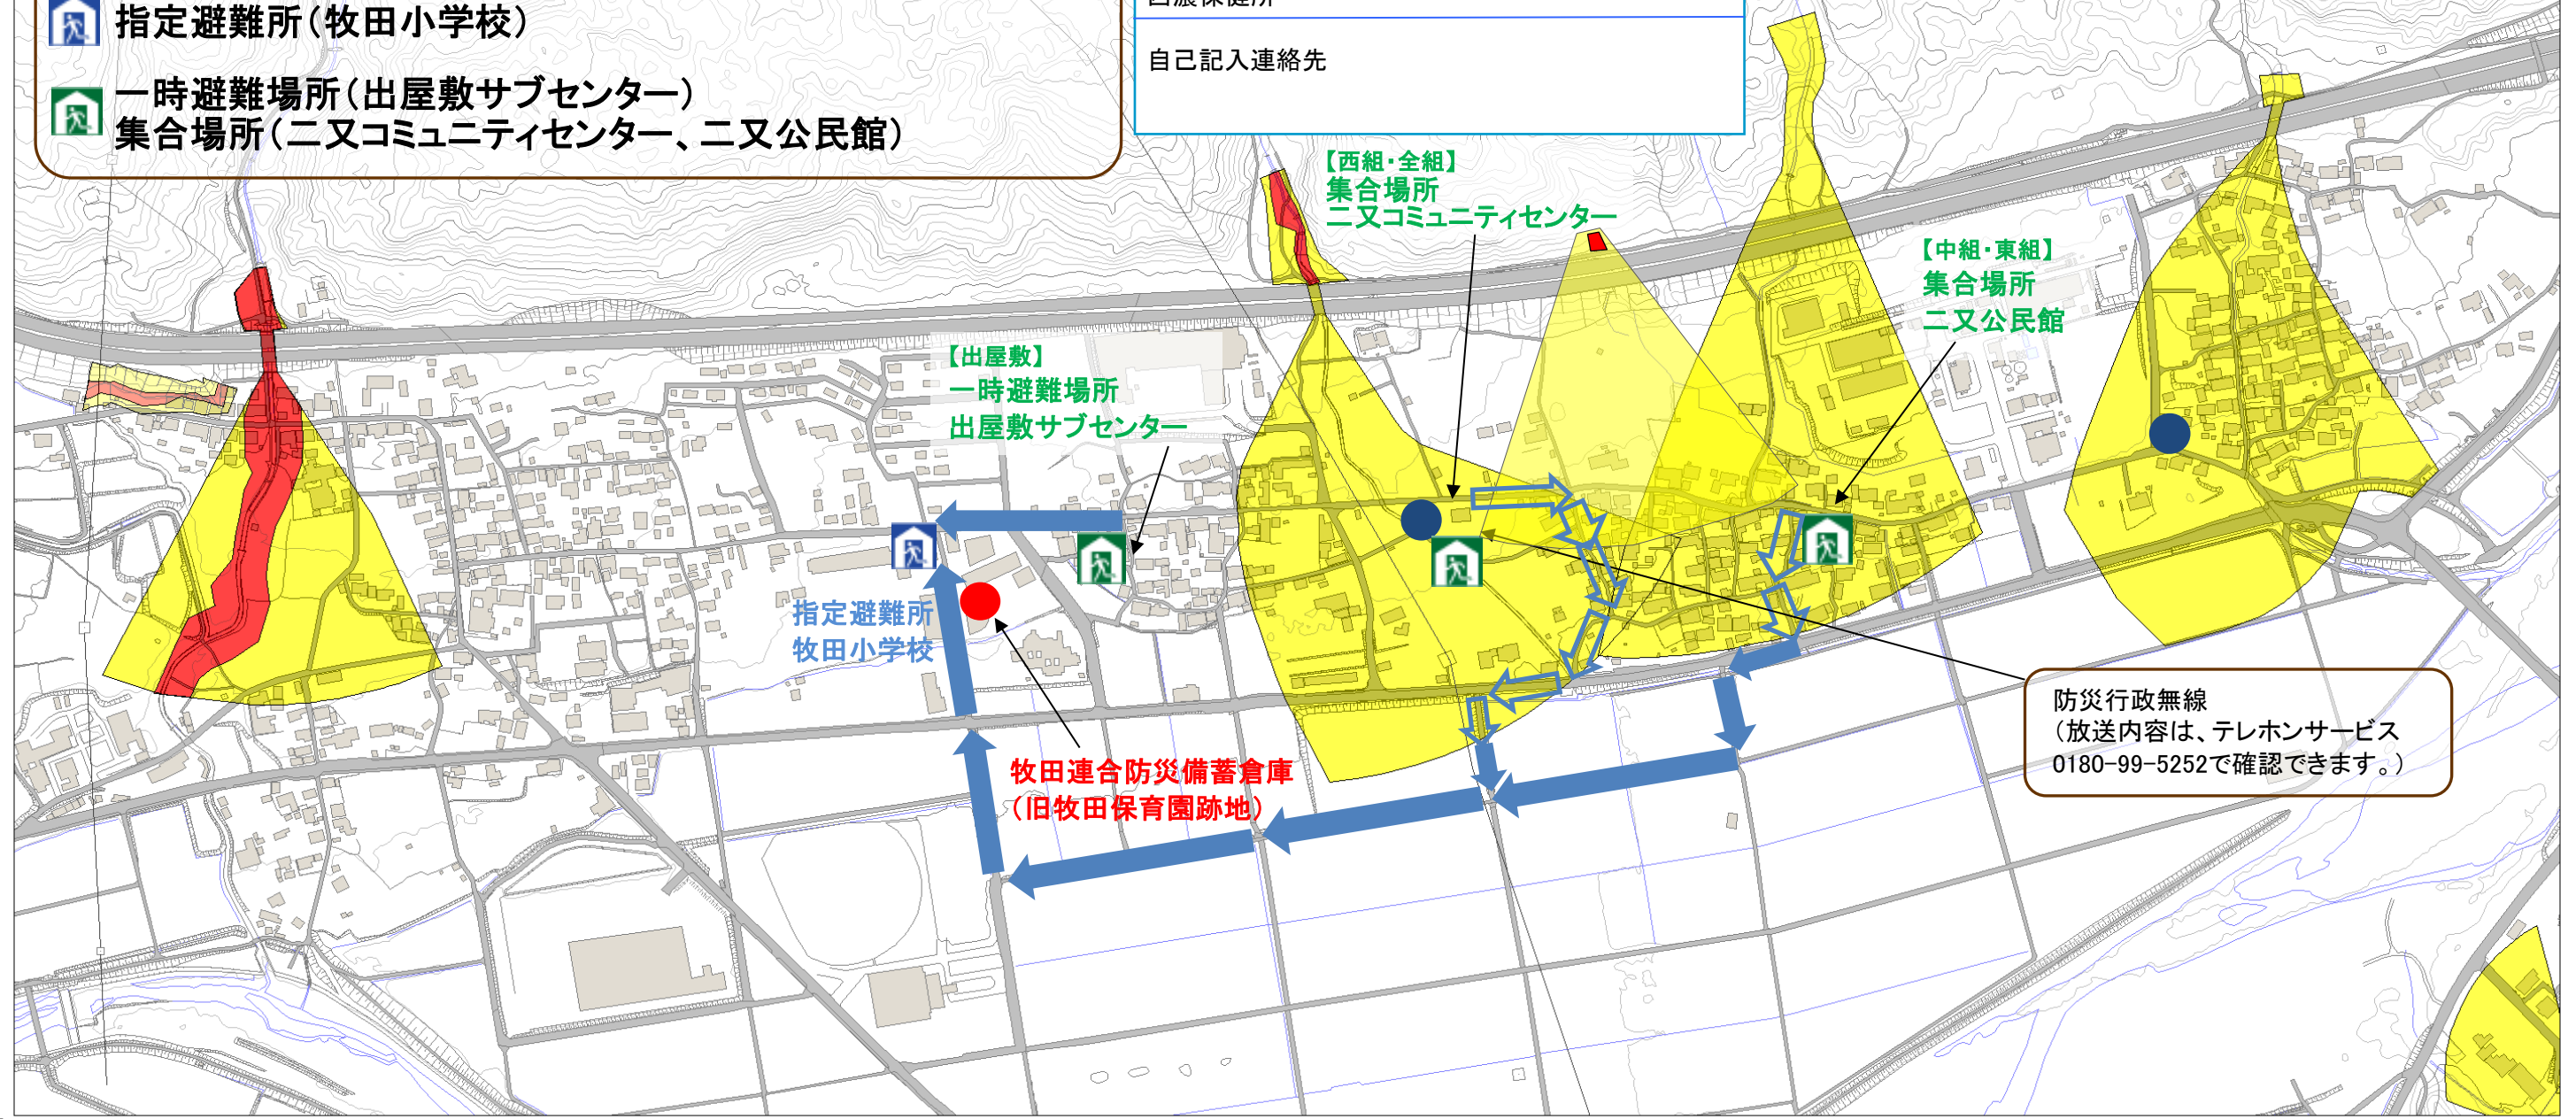 指定避難所(牧田小学校)
一時避難場所(出屋敷サブセンター)
集合場所(二又コミュニティセンター、二又公民館)
自己記入連絡先
【西組・全組】
集合場所
二又コミュニティセンター
【中組・東組】
集合場所
二又公民館
【出屋敷】
一時避難場所
出屋敷サブセンター
指定避難所
牧田小学校
牧田連合防災備蓄倉庫
(旧牧田保育園跡地)
防災行政無線
(放送内容は、テレホンサービス
0180-99-5252で確認できます。)